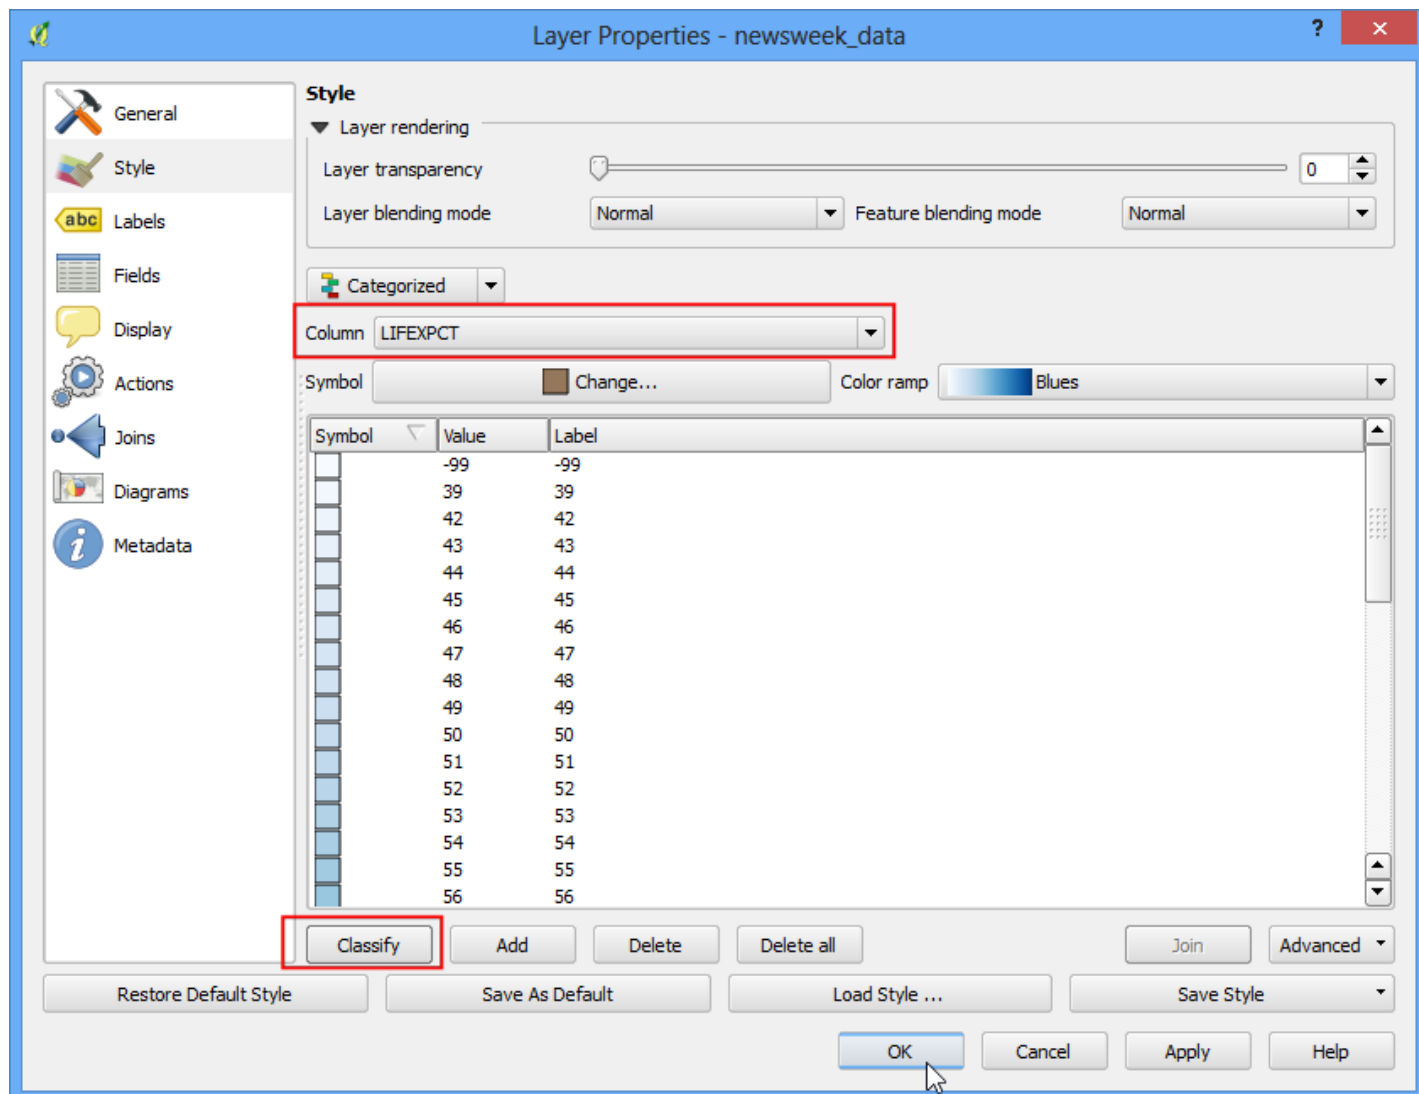 Layer Properties - newsweek_data
?
General
Style
abc Labels
Fields
Display
Actions
Joins
Diagrams
i Metadata
Style
Layer rendering
Layer transparency 0
Layer blending mode Normal Feature blending mode Normal
Categorized
Column LIFEXPCT
Symbol Change... Color ramp Blues
Symbol Value Label
-99 -99
39 39
42 42
43 43
44 44
45 45
46 46
47 47
48 48
49 49
50 50
51 51
52 52
53 53
54 54
55 55
56 56
Classify Add Delete Delete all Join Advanced
Restore Default Style Save As Default Load Style ... Save Style
OK Cancel Apply Help